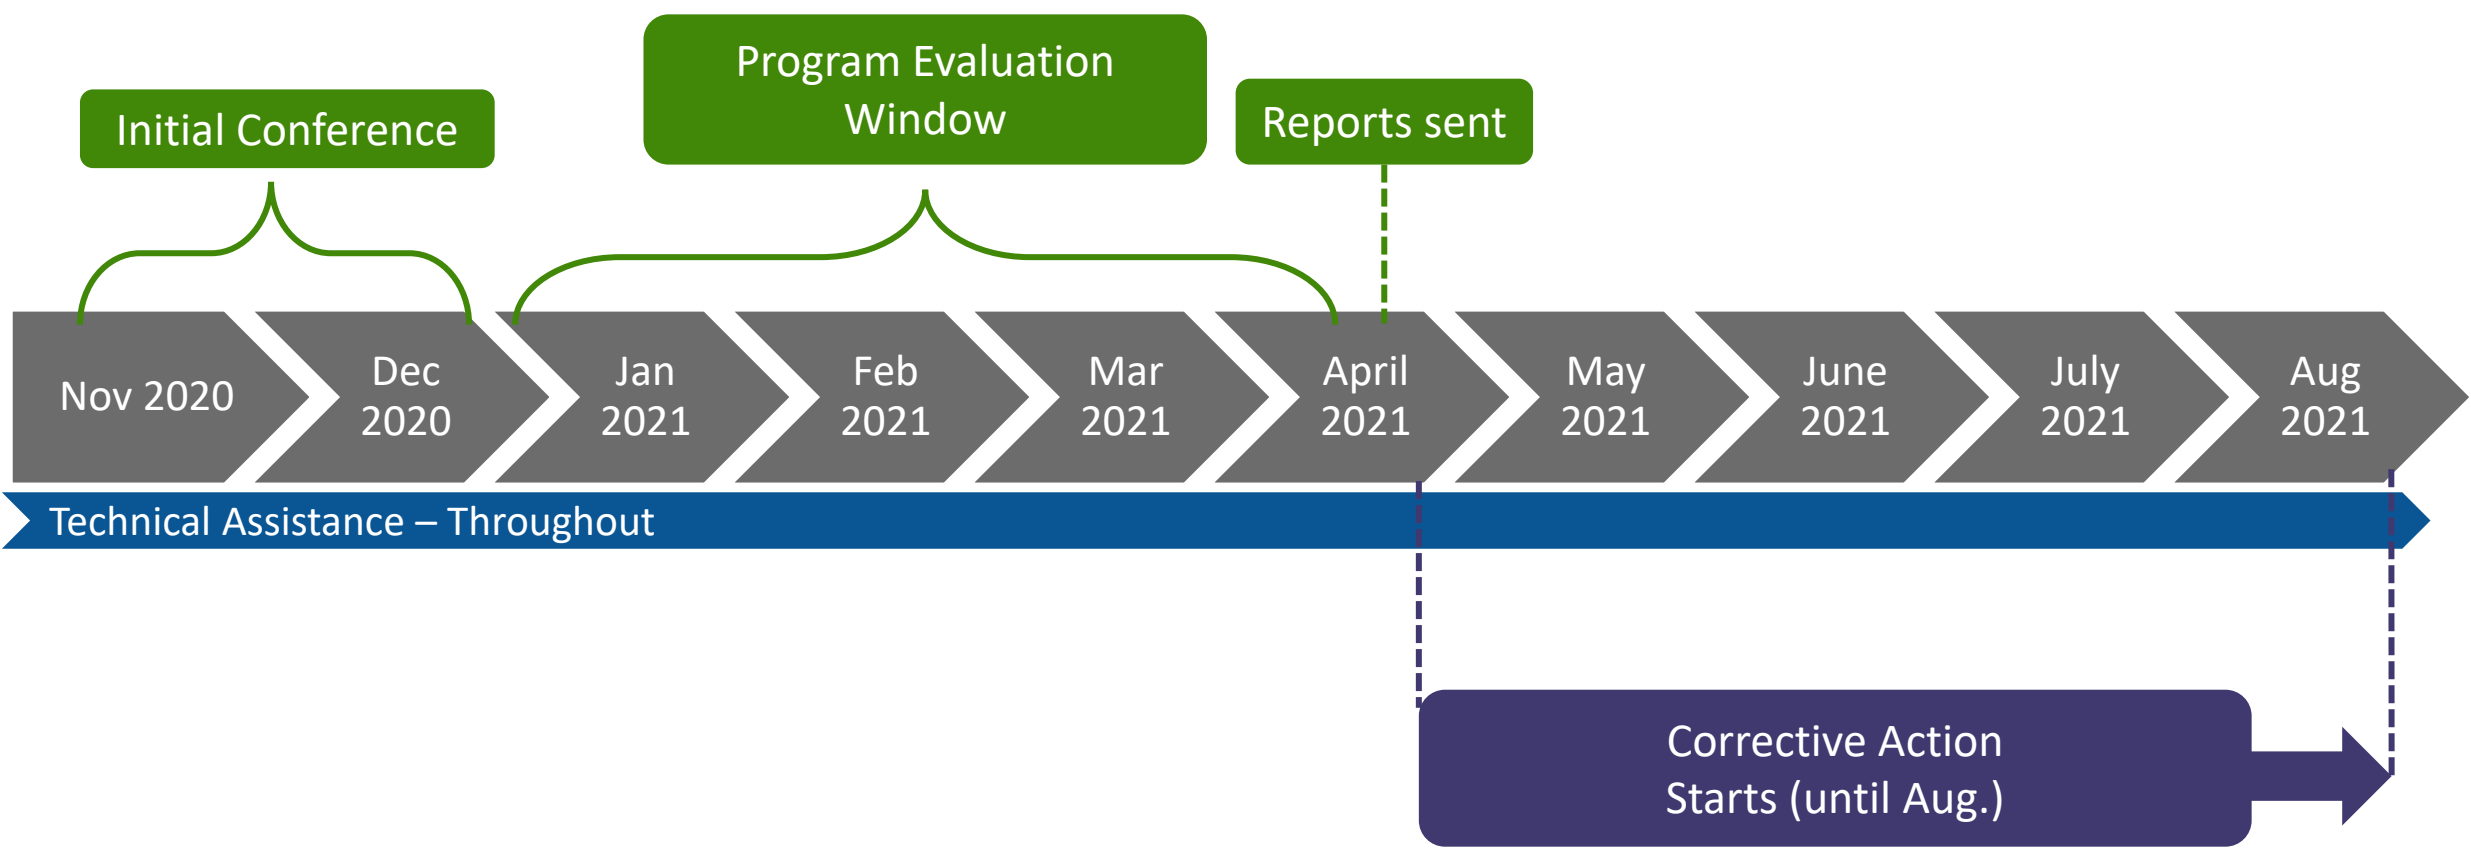 Program Evaluation
Window
Initial Conference
Reports sent
Nov 2020
Dec
2020
Jan
2021
Feb
2021
Mar
2021
April
2021
May
2021
June
2021
July
2021
Aug
2021
Technical Assistance – Throughout
Corrective Action
Starts (until Aug.)